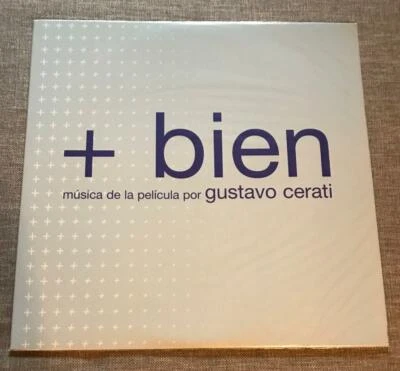 + bien
música de la película por gustavo cerati